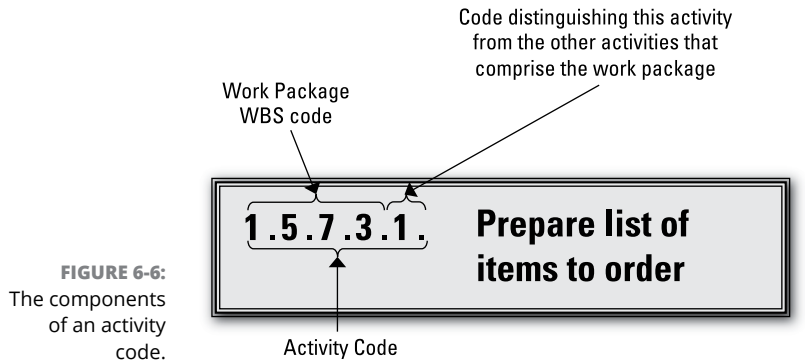 Code distinguishing this activity
from the other activities that
comprise the work package
Work Package
WBS code
1.5.7.3.1.
Prepare list of
items to order
Activity Code
FIGURE 6-6:
The components
of an activity
code.